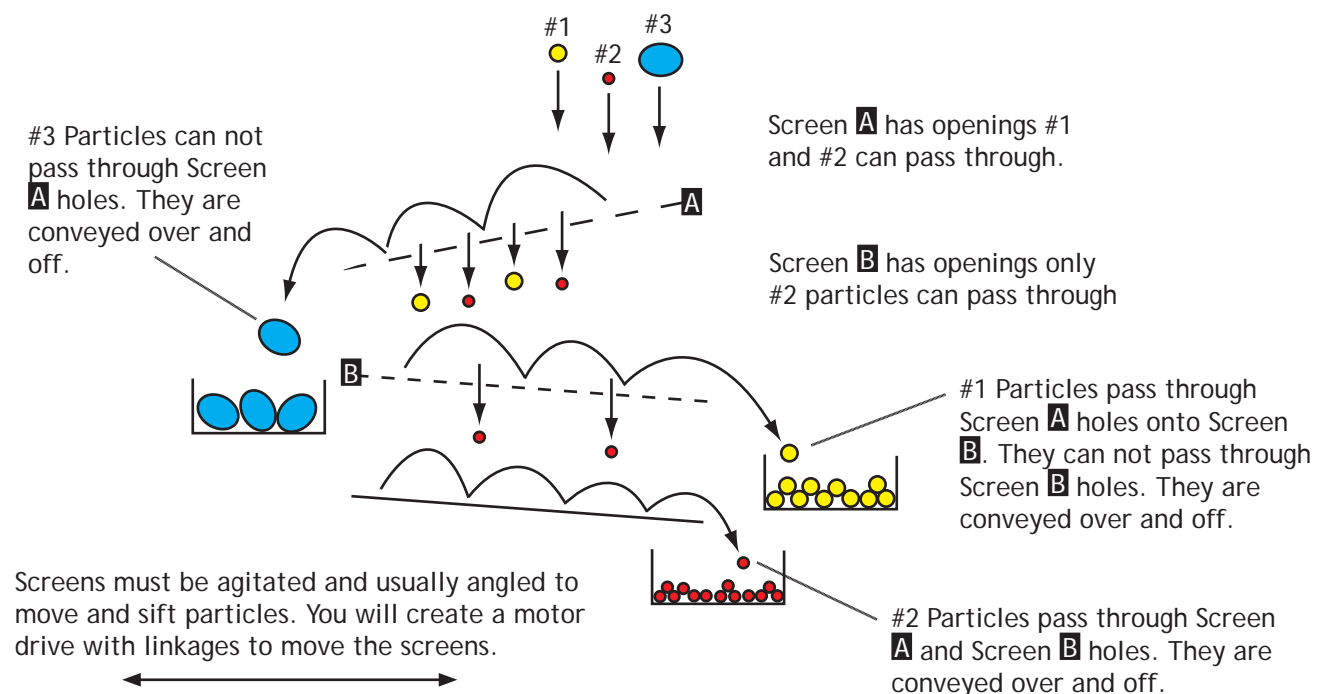 #1
#2
#3
#3 Particles can not
pass through Screen
A holes. They are
conveyed over and
off.
Screen A has openings #1
and #2 can pass through.
A
Screen B has openings only
#2 particles can pass through
B
#1 Particles pass through
Screen A holes onto Screen
B. They can not pass through
Screen B holes. They are
conveyed over and off.
Screens must be agitated and usually angled to
move and sift particles. You will create a motor
drive with linkages to move the screens.
#2 Particles pass through Screen
A and Screen B holes. They are
conveyed over and off.